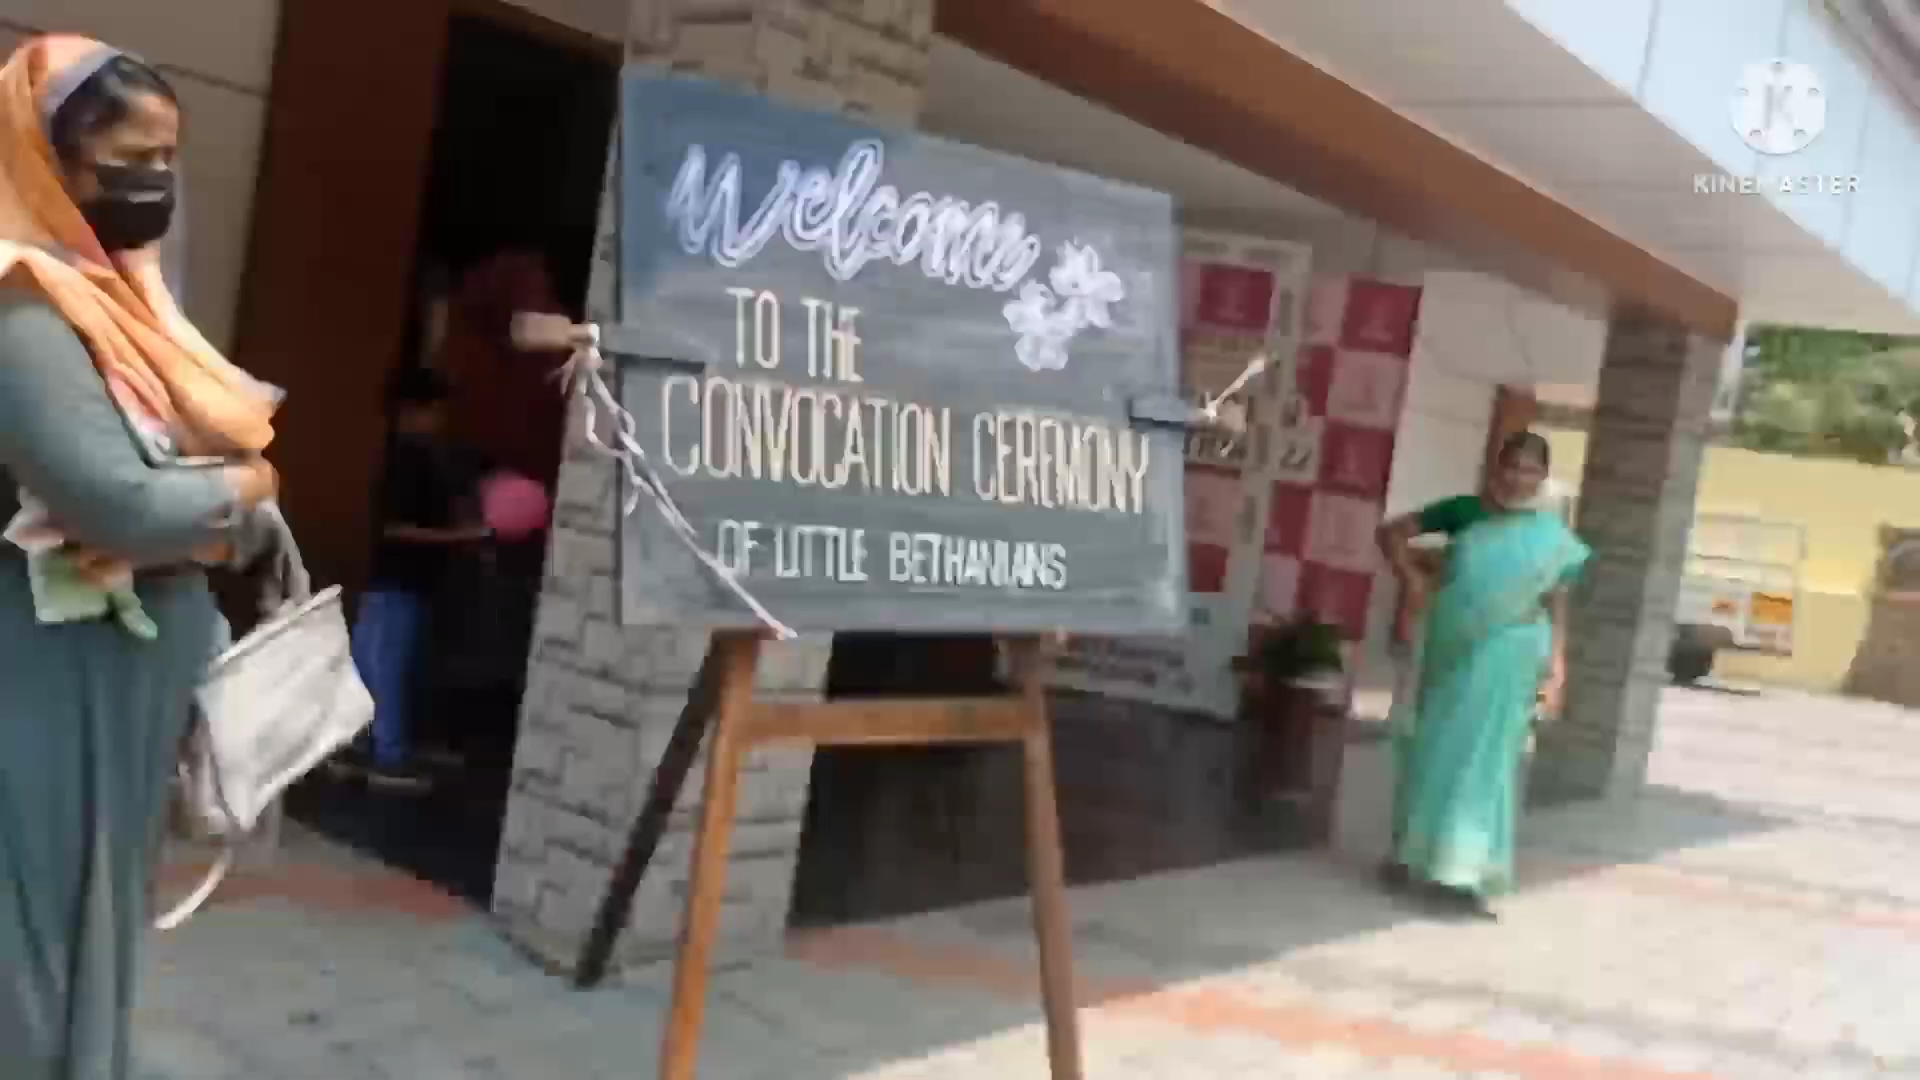 Welcome
TO THE
CONVOCATION CEREMONY
OF LITTLE BETHANIANS
K
KINEMASTER